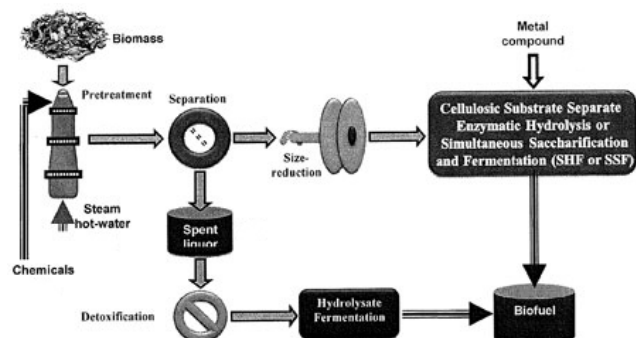 Biomass
Metal
compound
Pretreatment
Separation
Cellulosic Substrate Separate
Enzymatic Hydrolysis or
Simultaneous Saccharification
and Fermentation (SHF or SSF)
Size-
reduction
Steam
hot-water
Spent
liquor
Chemicals
Detoxification
Hydrolysate
Fermentation
Biofuel